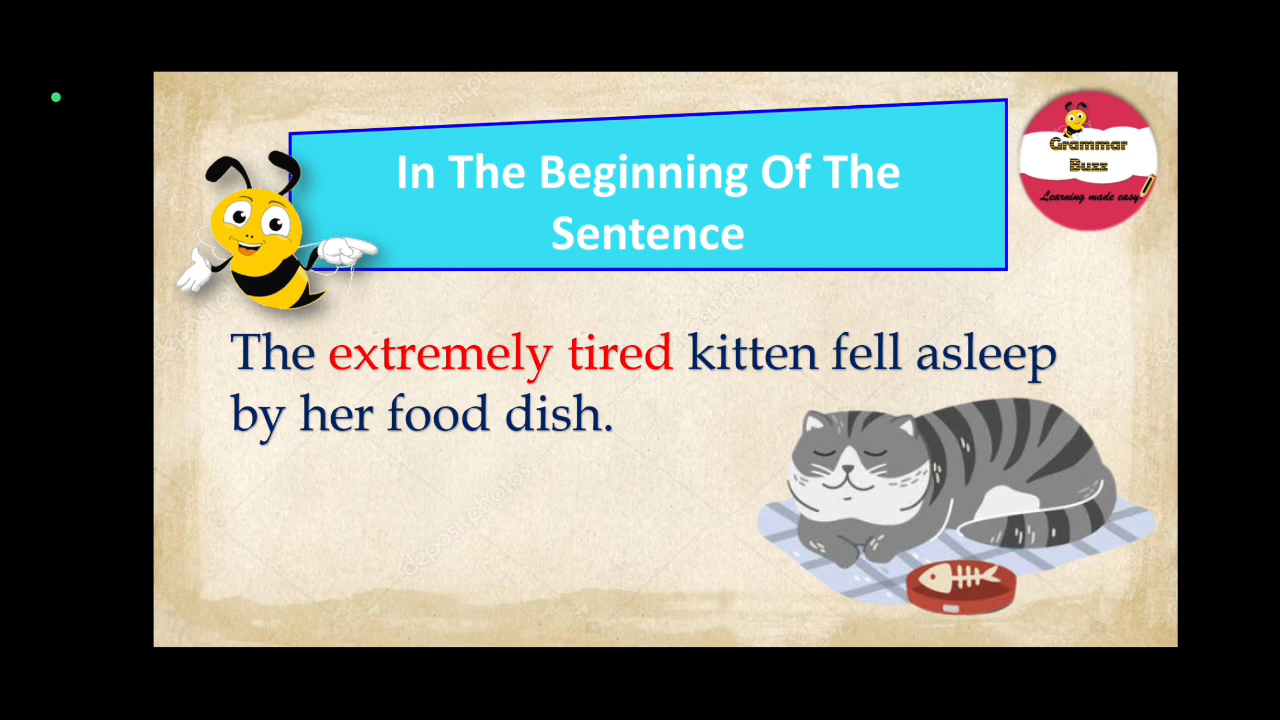 In The Beginning Of The
Sentence
Grammar
Buzz
Learning made easy
The extremely tired kitten fell asleep
by her food dish.